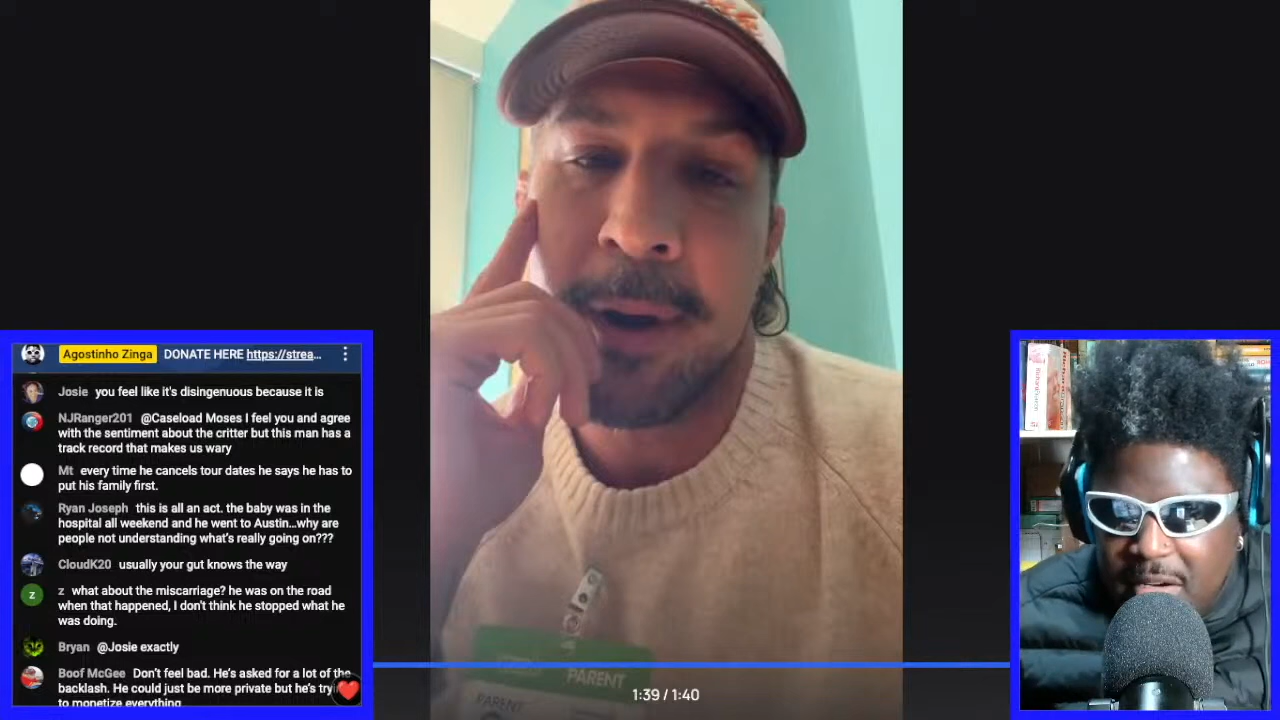 Agostinho Zinga DONATE HERE https://strea...
Josie you feel like it's disingenuous because it is
NJRanger201 @Caseload Moses I feel you and agree
with the sentiment about the critter but this man has a
track record that makes us wary
Mt every time he cancels tour dates he says he has to
put his family first.
Ryan Joseph this is all an act. the baby was in the
hospital all weekend and he went to Austin...why are
people not understanding what's really going on???
CloudK20 usually your gut knows the way
z z what about the miscarriage? he was on the road
when that happened, I don't think he stopped what he
was doing.
Bryan @Josie exactly
Boof McGee Don't feel bad. He's asked for a lot of the
backlash. He could just be more private but he's try
to monetize everything
PARENT
PARENT
1:39 / 1:40